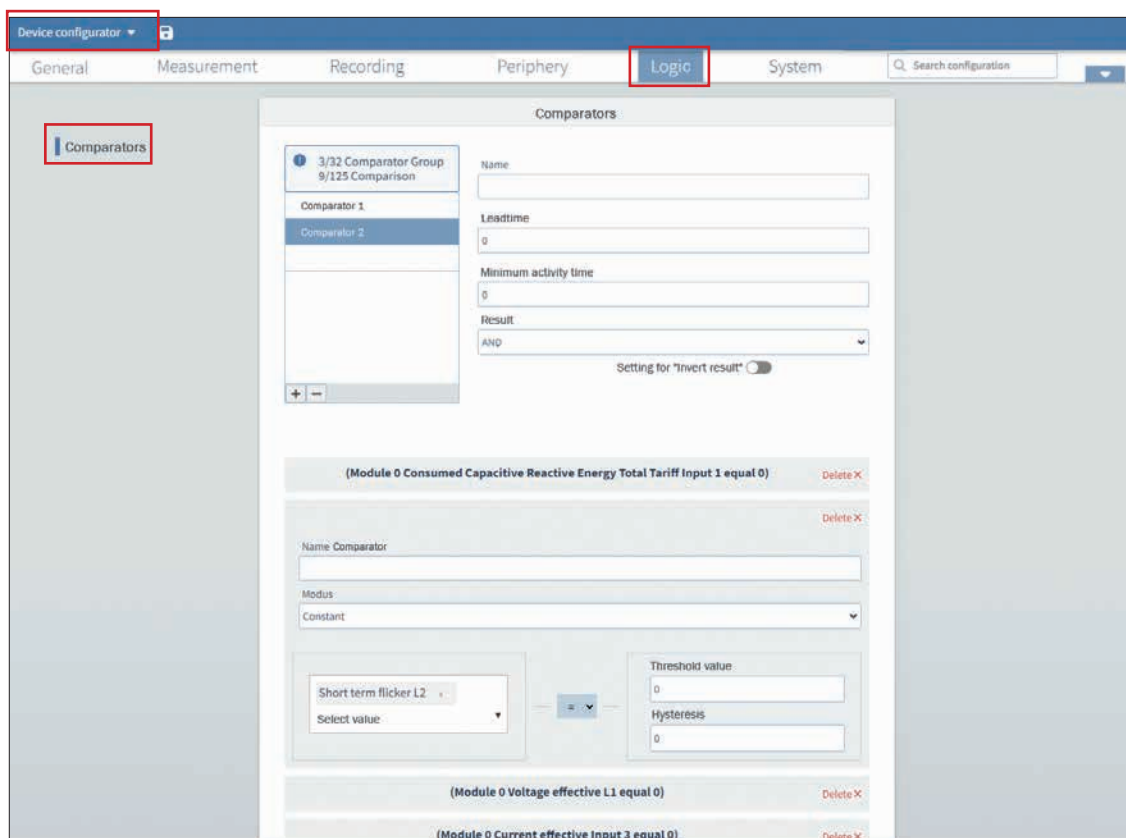 Device configurator
General Measurement Recording Periphery Logic System Search configuration
Comparators
Comparators
3/32 Comparator Group
9/125 Comparison
Comparator 1
Comparator 2
Name
Leadtime
0
Minimum activity time
0
Result
AND
Setting for "Invert result"
+ −
(Module 0 Consumed Capacitive Reactive Energy Total Tariff Input 1 equal 0) Delete X
Delete X
Name Comparator
Modus
Constant
Short term flicker L2
Select value
=
Threshold value
0
Hysteresis
0
(Module 0 Voltage effective L1 equal 0) Delete X
(Module 0 Current effective Input 3 equal 0) Delete X